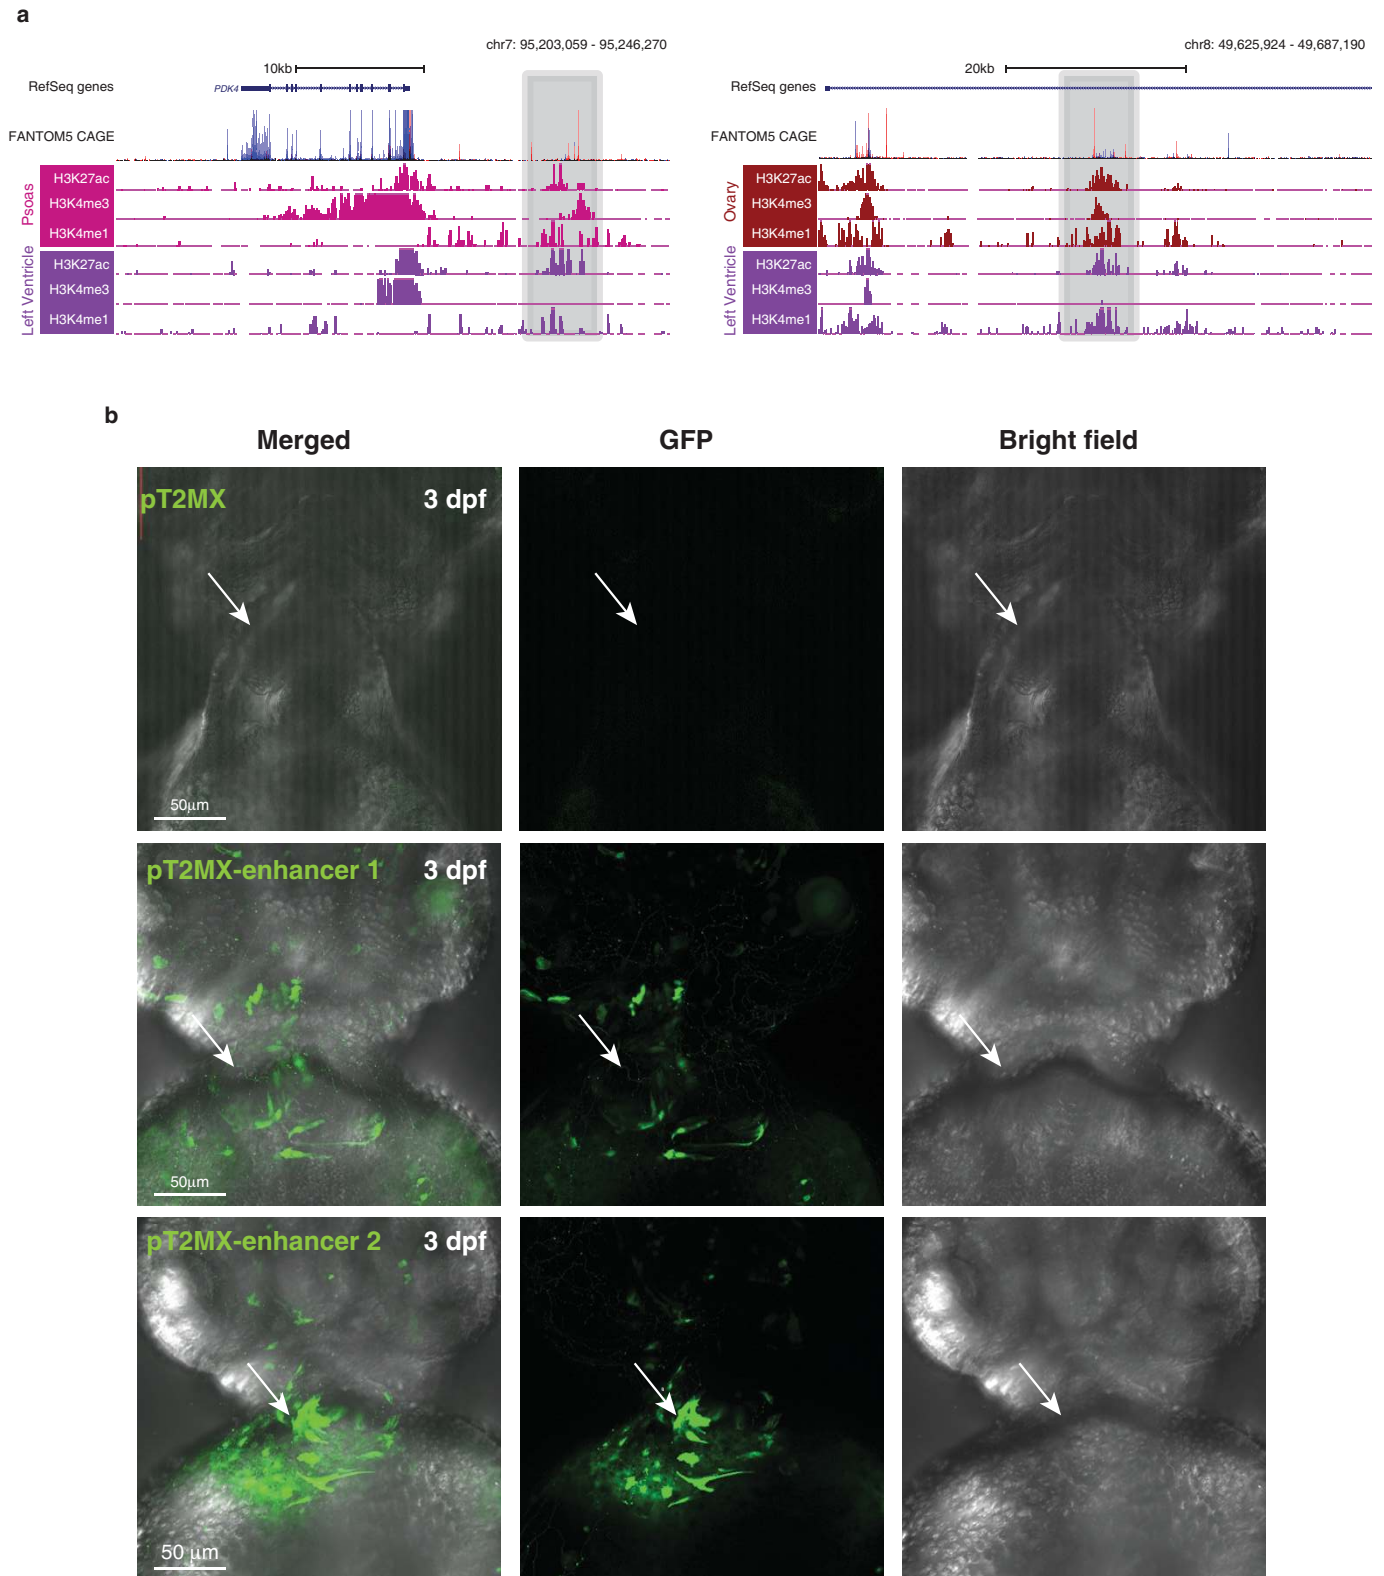 a
chr7: 95,203,059 - 95,246,270
10kb
RefSeq genes
PDK4
FANTOM5 CAGE
Psoas
H3K27ac
H3K4me3
H3K4me1
Left Ventricle
H3K27ac
H3K4me3
H3K4me1
chr8: 49,625,924 - 49,687,190
20kb
RefSeq genes
FANTOM5 CAGE
Ovary
H3K27ac
H3K4me3
H3K4me1
Left Ventricle
H3K27ac
H3K4me3
H3K4me1
b
Merged GFP Bright field
pT2MX 3 dpf
50μm
pT2MX-enhancer 1 3 dpf
50μm
pT2MX-enhancer 2 3 dpf
50 μm